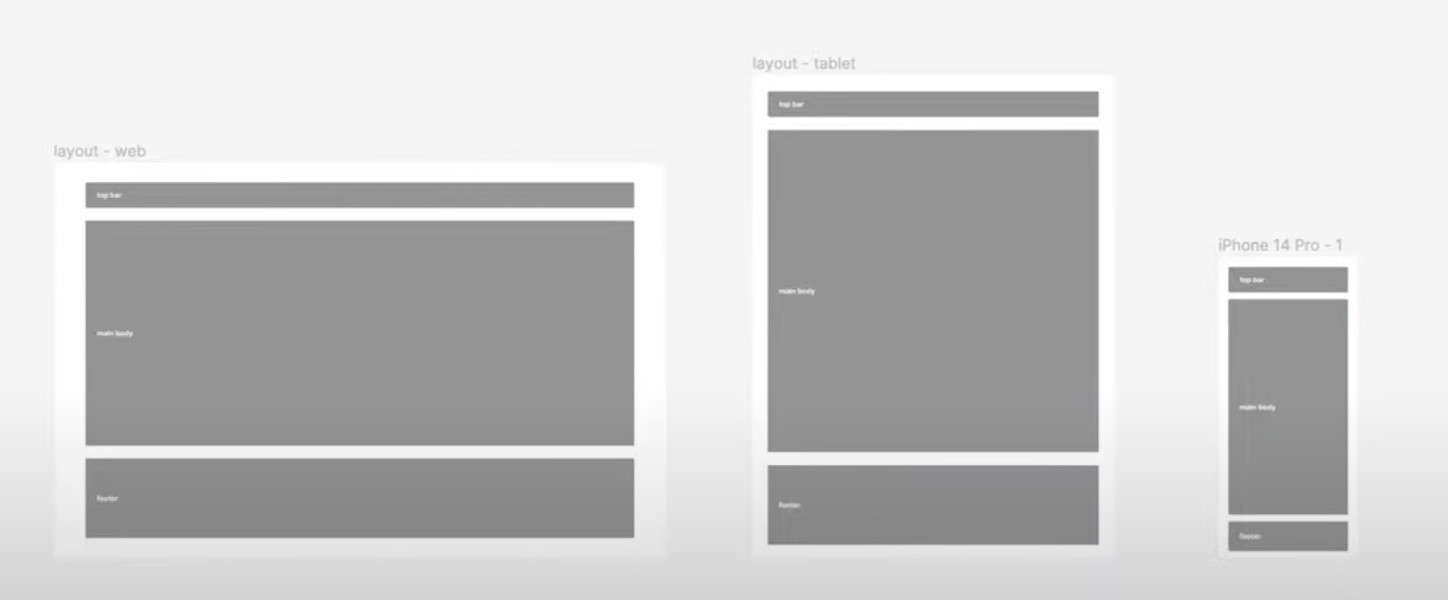 layout - web
top bar
main body
footer
layout - tablet
top bar
main body
footer
iPhone 14 Pro - 1
top bar
main body
footer